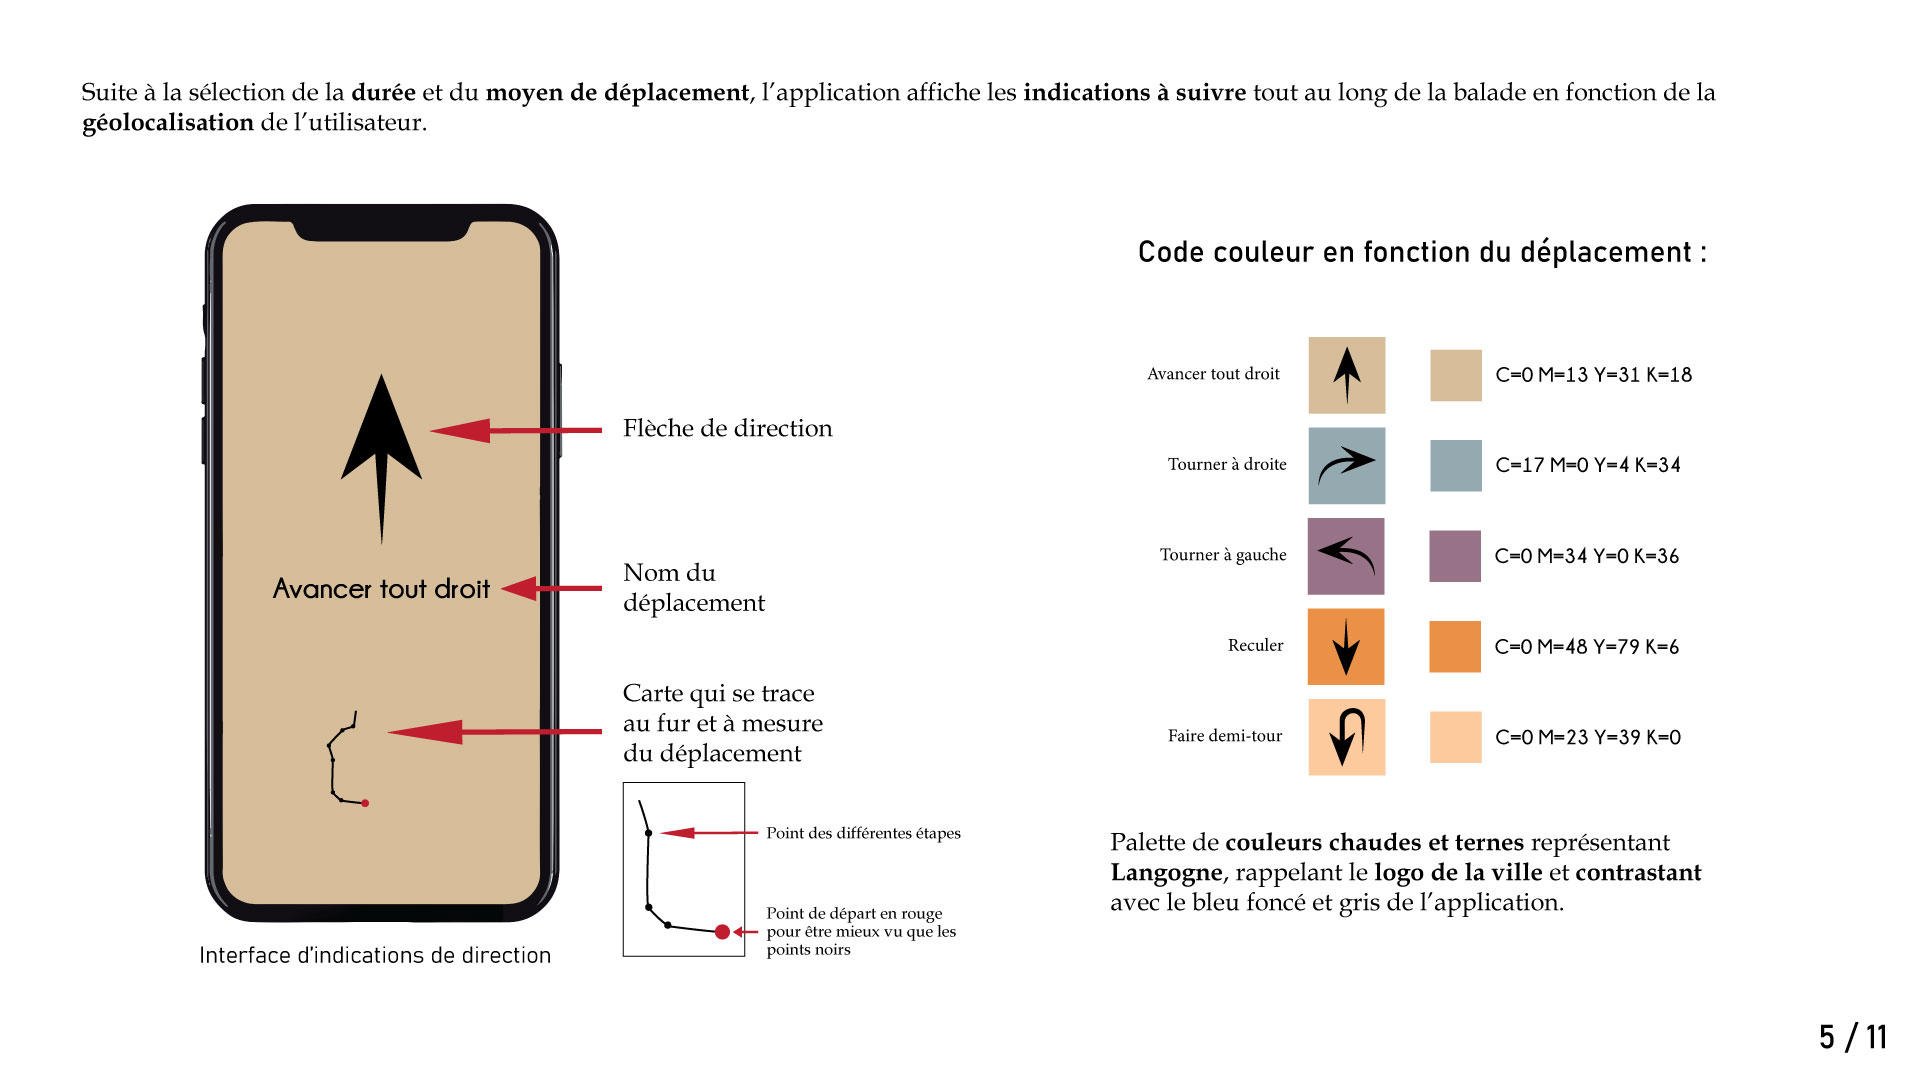 Suite à la sélection de la durée et du moyen de déplacement, l’application affiche les indications à suivre tout au long de la balade en fonction de la
géolocalisation de l’utilisateur.
Avancer tout droit
Interface d’indications de direction
Flèche de direction
Nom du
déplacement
Carte qui se trace
au fur et à mesure
du déplacement
Point des différentes étapes
Point de départ en rouge
pour être mieux vu que les
points noirs
Code couleur en fonction du déplacement :
Avancer tout droit C=0 M=13 Y=31 K=18
Tourner à droite C=17 M=0 Y=4 K=34
Tourner à gauche C=0 M=34 Y=0 K=36
Reculer C=0 M=48 Y=79 K=6
Faire demi-tour C=0 M=23 Y=39 K=0
Palette de couleurs chaudes et ternes représentant
Langogne, rappelant le logo de la ville et contrastant
avec le bleu foncé et gris de l’application.
5 / 11